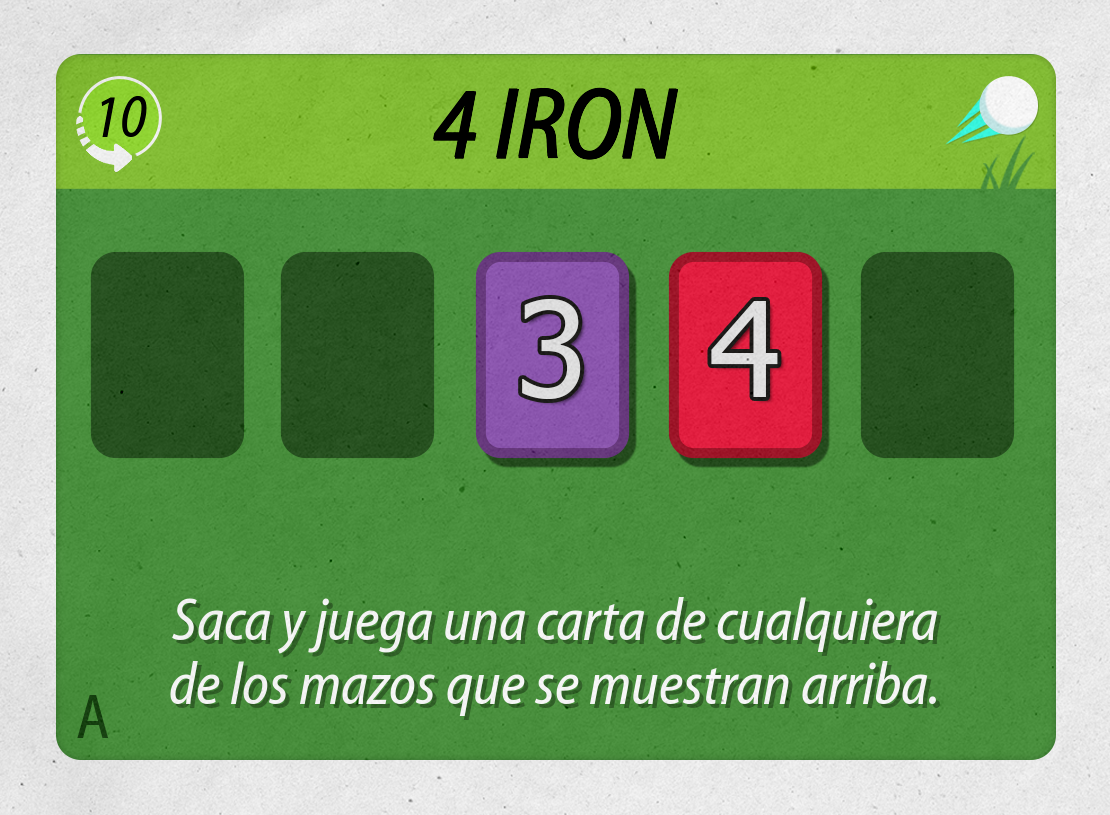 10
4 IRON
3 4
Saca y juega una carta de cualquiera
de los mazos que se muestran arriba.
A